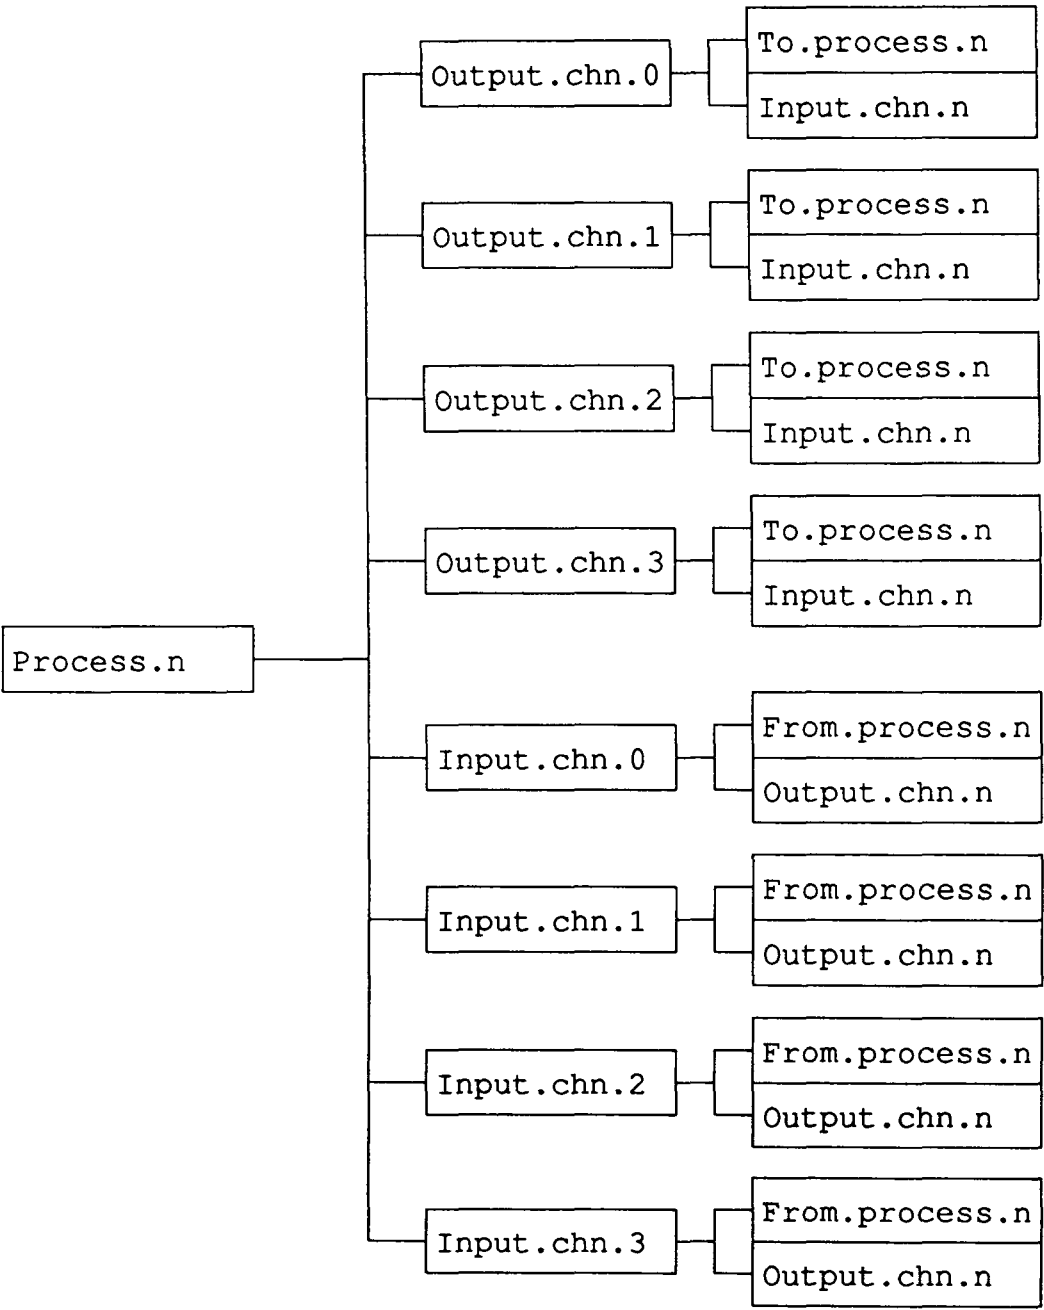 To.process.n
Output.chn.0
Input.chn.n
To.process.n
Output.chn.1
Input.chn.n
To.process.n
Output.chn.2
Input.chn.n
To.process.n
Output.chn.3
Input.chn.n
Process.n
From.process.n
Input.chn.0
Output.chn.n
From.process.n
Input.chn.1
Output.chn.n
From.process.n
Input.chn.2
Output.chn.n
From.process.n
Input.chn.3
Output.chn.n